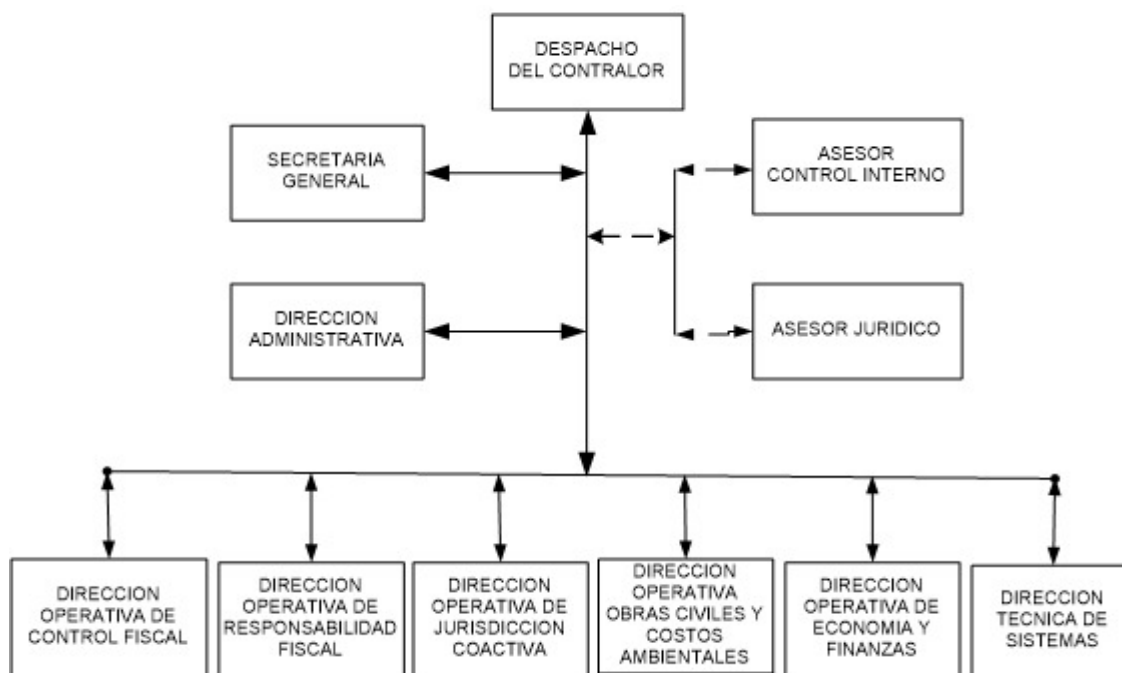 DESPACHO
DEL CONTRALOR
SECRETARIA
GENERAL
ASESOR
CONTROL INTERNO
DIRECCION
ADMINISTRATIVA
ASESOR JURIDICO
DIRECCION
OPERATIVA DE
CONTROL FISCAL
DIRECCION
OPERATIVA DE
RESPONSABILIDAD
FISCAL
DIRECCION
OPERATIVA DE
JURISDICCION
COACTIVA
DIRECCION
OPERATIVA
OBRAS CIVILES Y
COSTOS
AMBIENTALES
DIRECCION
OPERATIVA DE
ECONOMIA Y
FINANZAS
DIRECCION
TECNICA DE
SISTEMAS